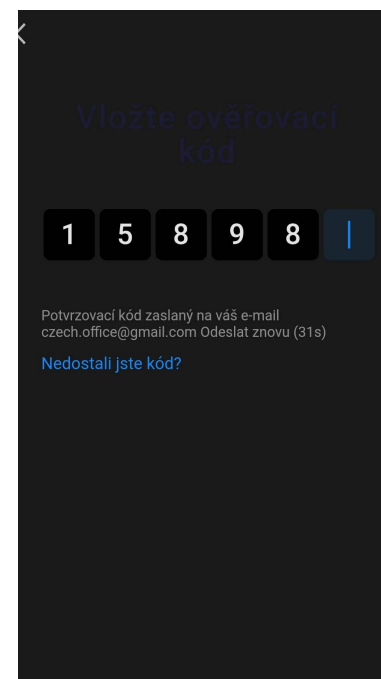 Vložte ověřovací
kód
1 5 8 9 8
Potvrzovací kód zaslaný na váš e-mail
czech.office@gmail.com Odeslat znovu (31s)
Nedostali jste kód?